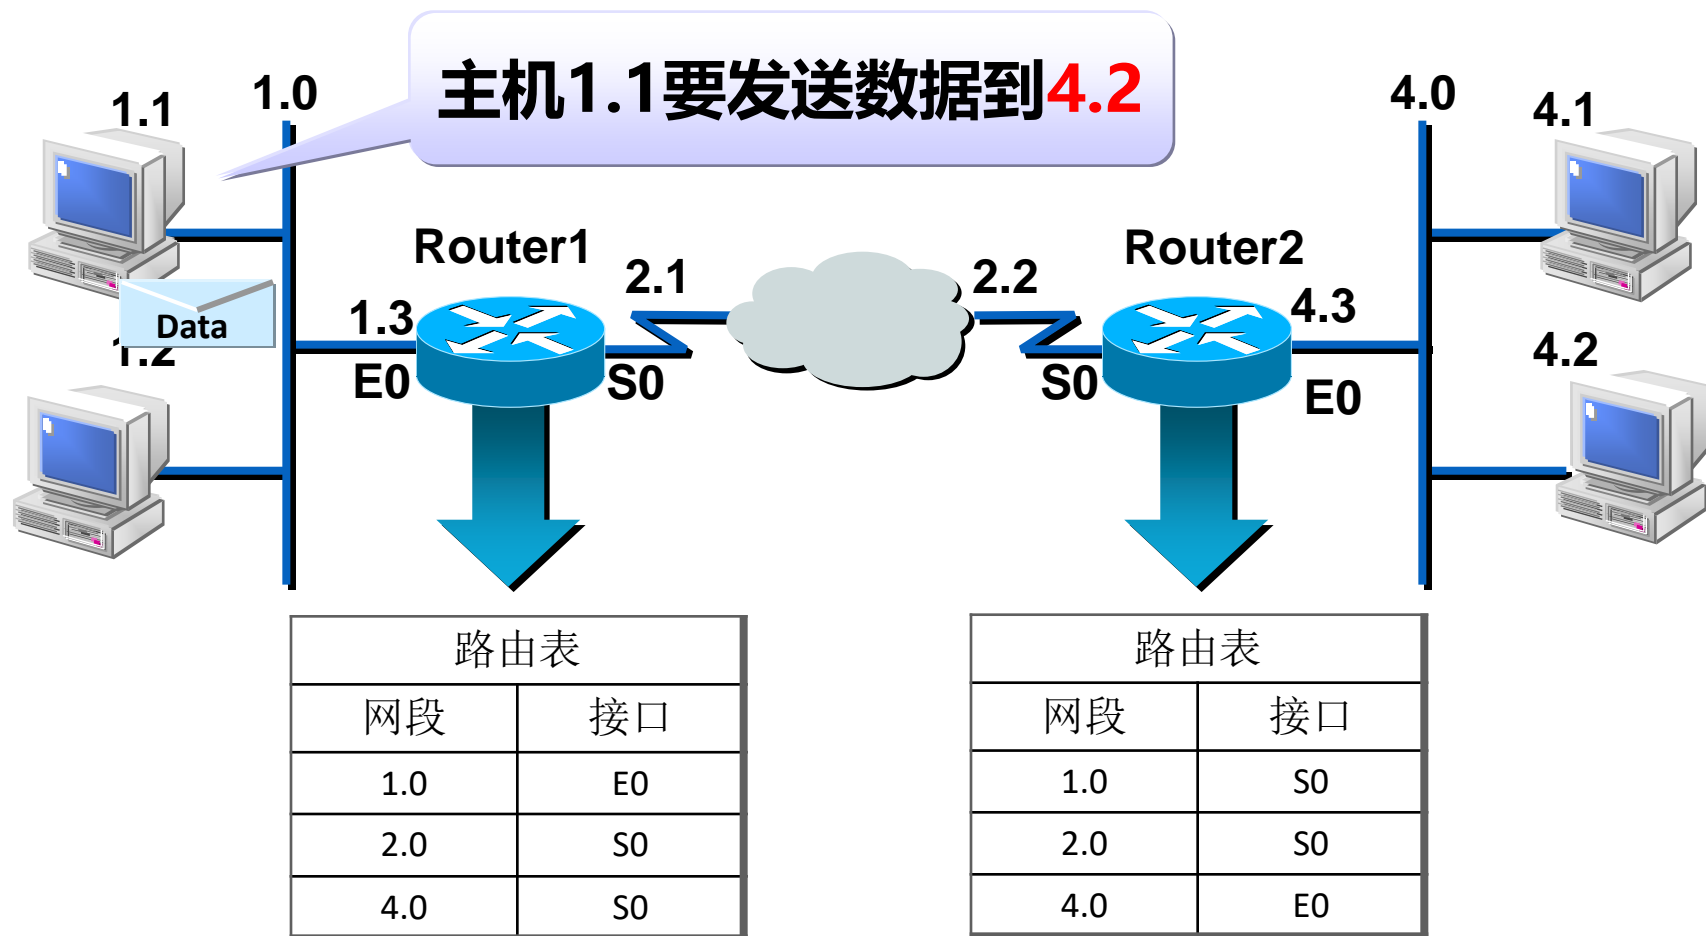 主机1.1要发送数据到4.2
1.1
1.0
4.0
4.1
Router1
2.1
2.2
Router2
Data
1.3
4.3
1.2
4.2
E0
S0
S0
E0
路由表
网段 接口
1.0 E0
2.0 S0
4.0 S0
路由表
网段 接口
1.0 S0
2.0 S0
4.0 E0